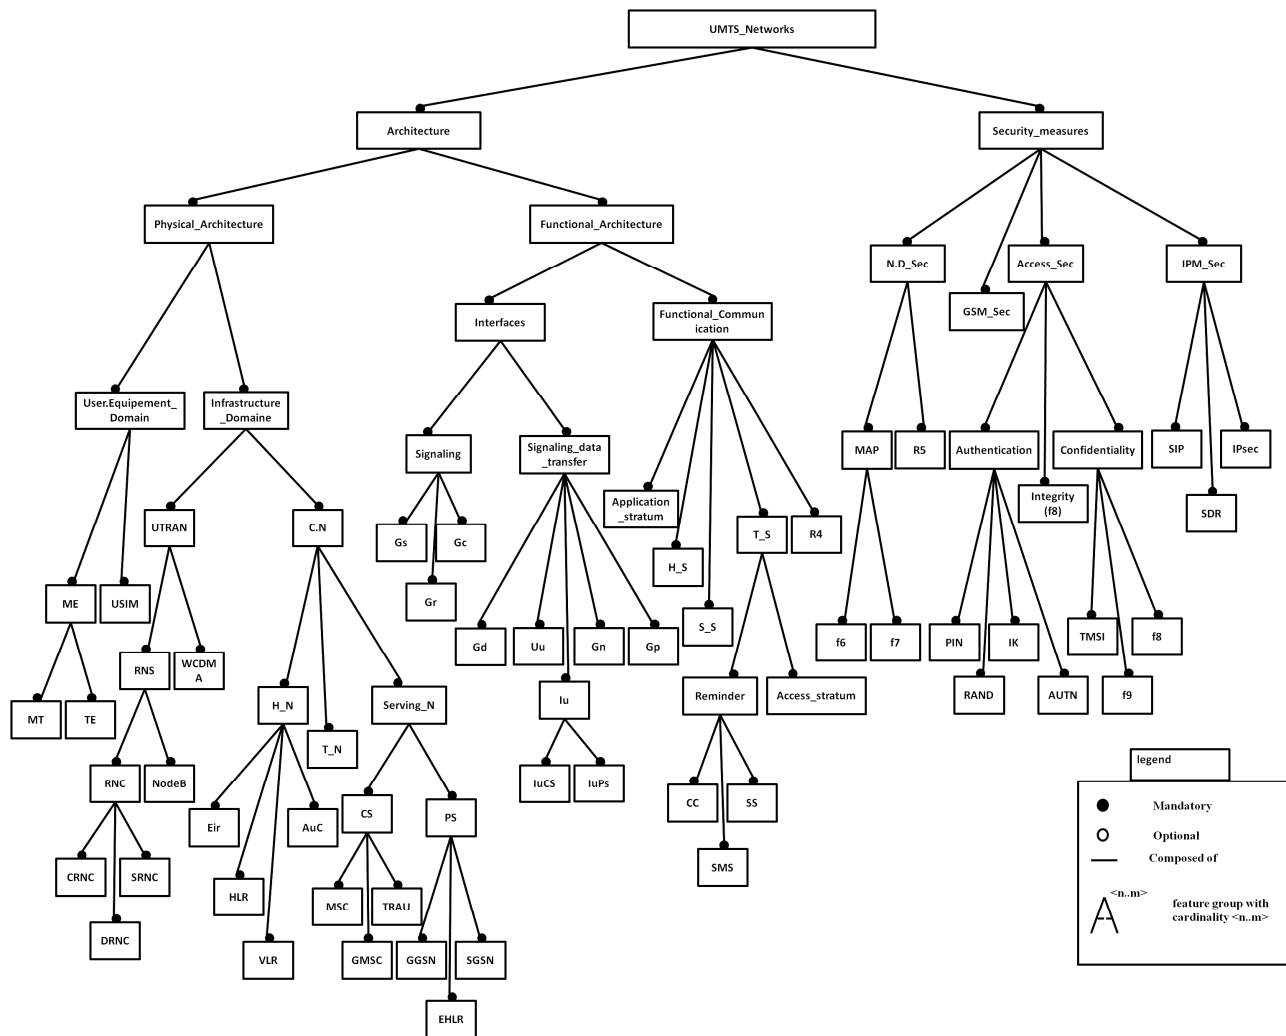 UMTS_Networks
Architecture
Security_measures
Physical_Architecture
Functional_Architecture
N.D_Sec
Access_Sec
IPM_Sec
GSM_Sec
Interfaces
Functional_Commun
ication
User.Equipement_
Domain
Infrastructure
_Domaine
Signaling
Signaling_data
_transfer
MAP
R5
Authentication
Confidentiality
SIP
IPsec
Application
_stratum
Integrity
(f8)
SDR
UTRAN
C.N
Gs
Gc
T_S
R4
H_S
ME
USIM
Gr
S_S
Gd
Uu
Gn
Gp
f6
f7
PIN
IK
TMSI
f8
RNS
WCDM
A
H_N
Serving_N
Iu
Reminder
Access_stratum
RAND
AUTN
f9
MT
TE
T_N
RNC
NodeB
IuCS
IuPs
CC
SS
Eir
AuC
CS
PS
SMS
CRNC
SRNC
HLR
MSC
TRAU
DRNC
VLR
GMSC
GGSN
SGSN
EHLR
legend
Mandatory
Optional
Composed of
<n..m>
feature group with
cardinality <n..m>